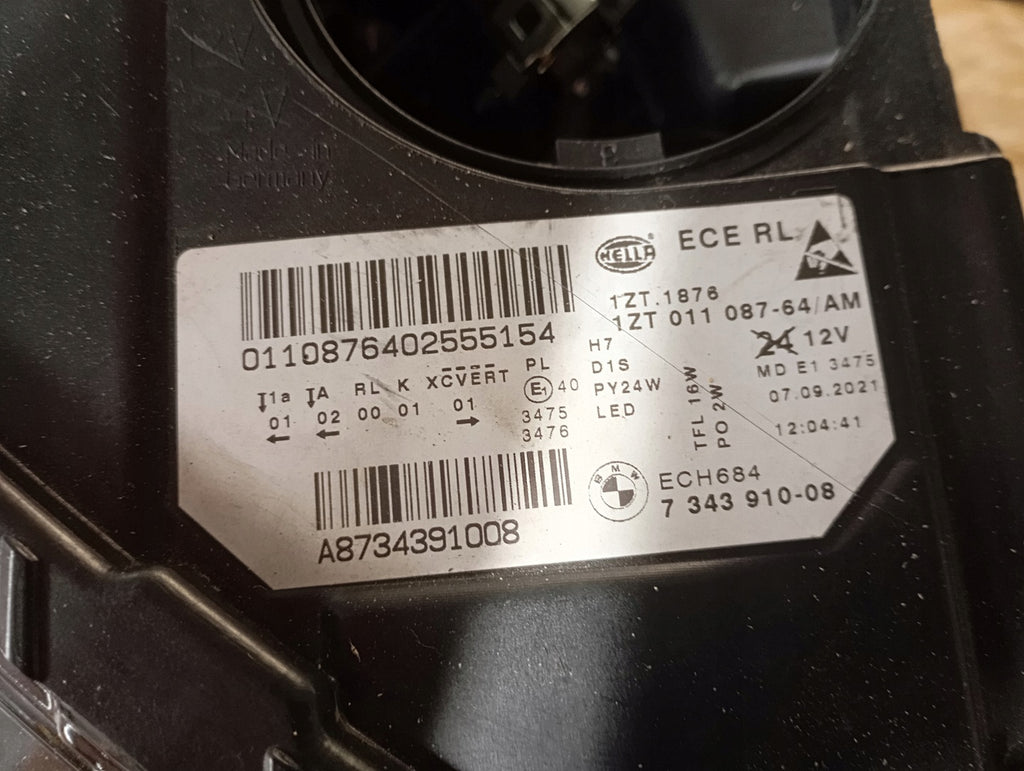 12V
Made in
Germany
HELLA
ECE RL
0110876402555154
1ZT.1876
1ZT 011 087-64/AM
24 12V
MD E1 3475
07.09.2021
12:04:41
1a A RL K XCVERT PL
01 02 00 01 01 E1 40
3475
3476
H7
D1S
PY24W
LED
TFL 16W
PO 2W
A8734391008
BMW
ECH684
7 343 910-08